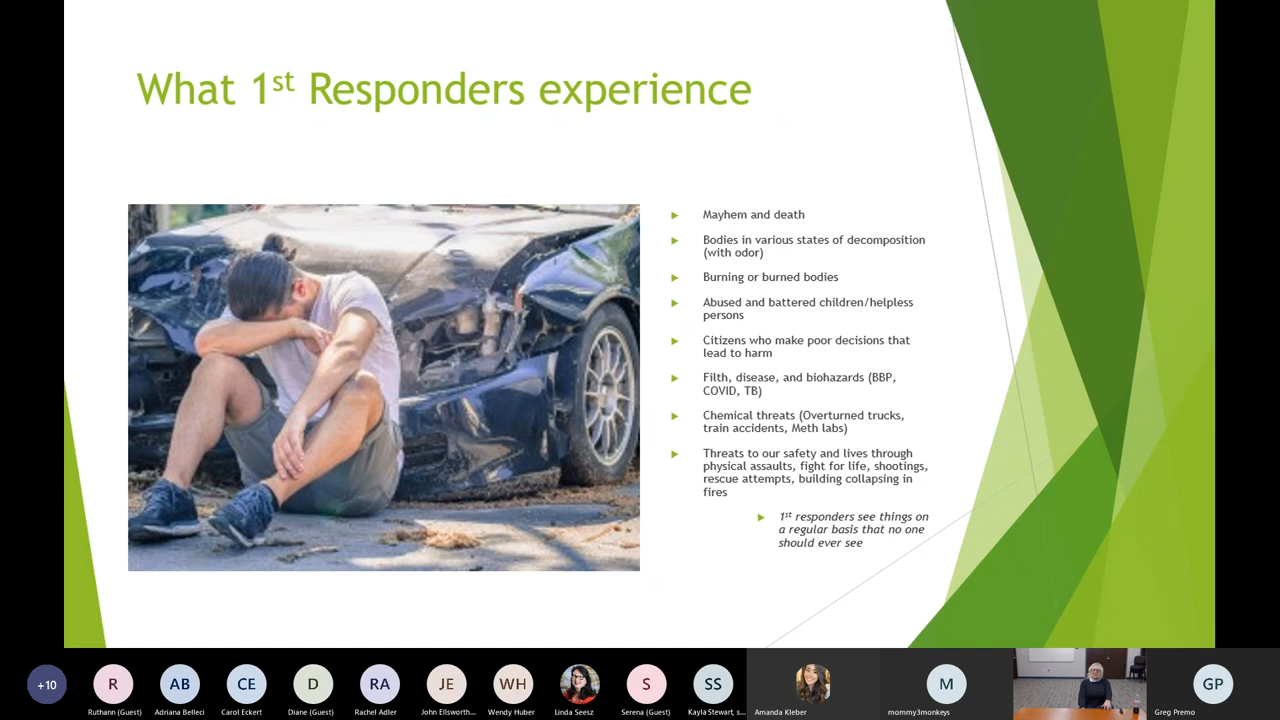 What 1st Responders experience
Mayhem and death
Bodies in various states of decomposition
(with odor)
Burning or burned bodies
Abused and battered children/helpless
persons
Citizens who make poor decisions that
lead to harm
Filth, disease, and biohazards (BBP,
COVID, TB)
Chemical threats (Overturned trucks,
train accidents, Meth labs)
Threats to our safety and lives through
physical assaults, fight for life, shootings,
rescue attempts, building collapsing in
fires
1st responders see things on
a regular basis that no one
should ever see
+10
R
AB
CE
D
RA
JE
WH
S
SS
M
GP
Ruthann (Guest)
Adriana Belleci
Carol Eckert
Diane (Guest)
Rachel Adler
John Ellsworth...
Wendy Huber
Linda Seesz
Serena (Guest)
Kayla Stewart, s...
Amanda Kleber
mommy3monkeys
Greg Premo